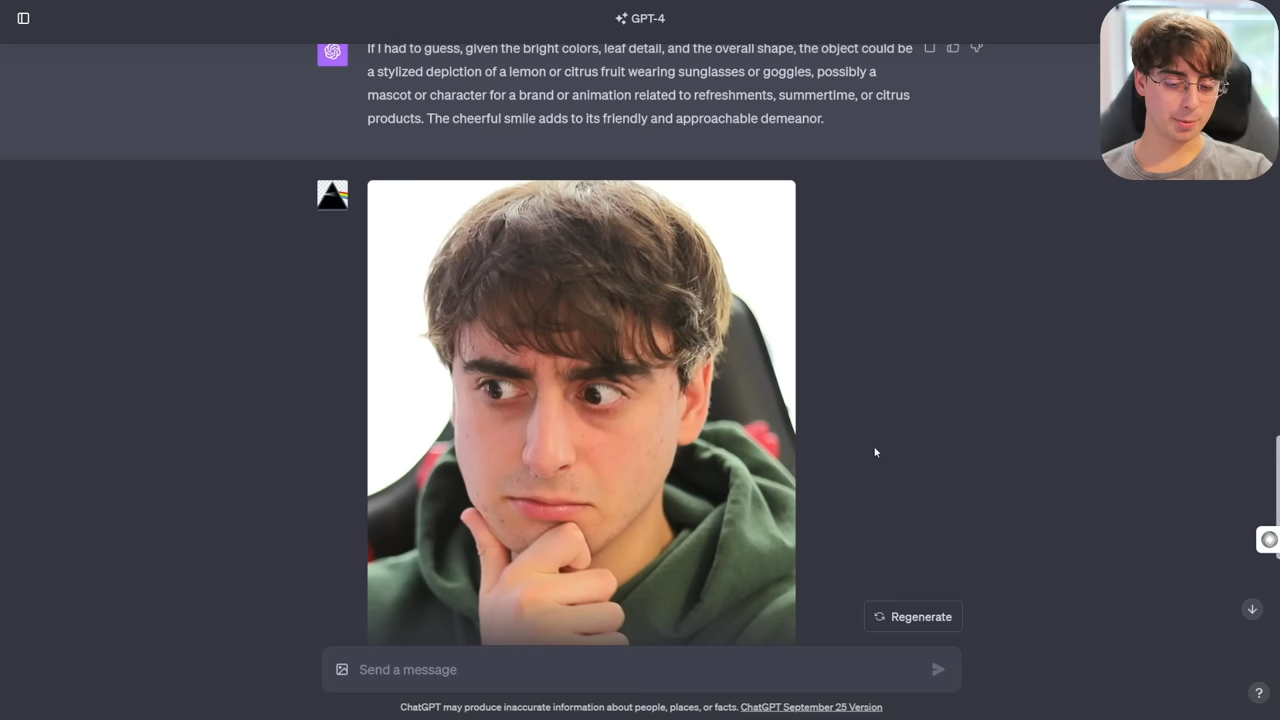 GPT-4
If I had to guess, given the bright colors, leaf detail, and the overall shape, the object could be
a stylized depiction of a lemon or citrus fruit wearing sunglasses or goggles, possibly a
mascot or character for a brand or animation related to refreshments, summertime, or citrus
products. The cheerful smile adds to its friendly and approachable demeanor.
Regenerate
Send a message
ChatGPT may produce inaccurate information about people, places, or facts. ChatGPT September 25 Version
?